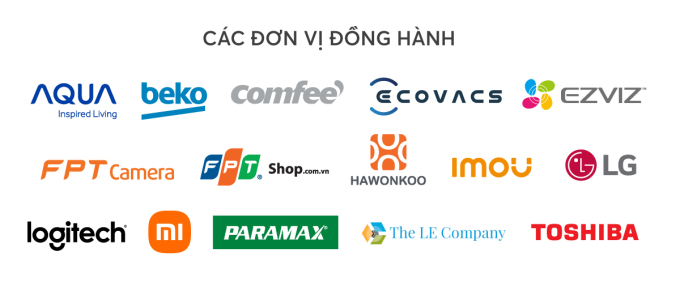 CÁC ĐƠN VỊ ĐỒNG HÀNH
AQUA
Inspired Living
beko
comfee'
ECOVACS
EZVIZ™
FPT Camera
FPT® Shop.com.vn
HAWONKOO
imou
LG
logitech®
mi
PARAMAX®
The LE Company
TOSHIBA